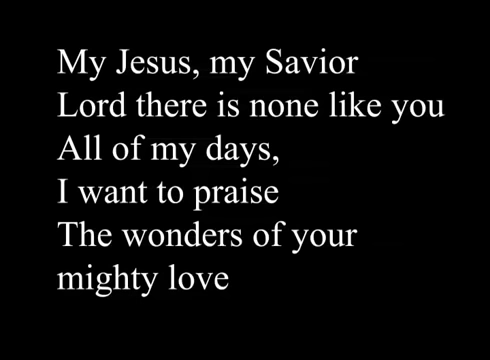 My Jesus, my Savior
Lord there is none like you
All of my days,
I want to praise
The wonders of your
mighty love